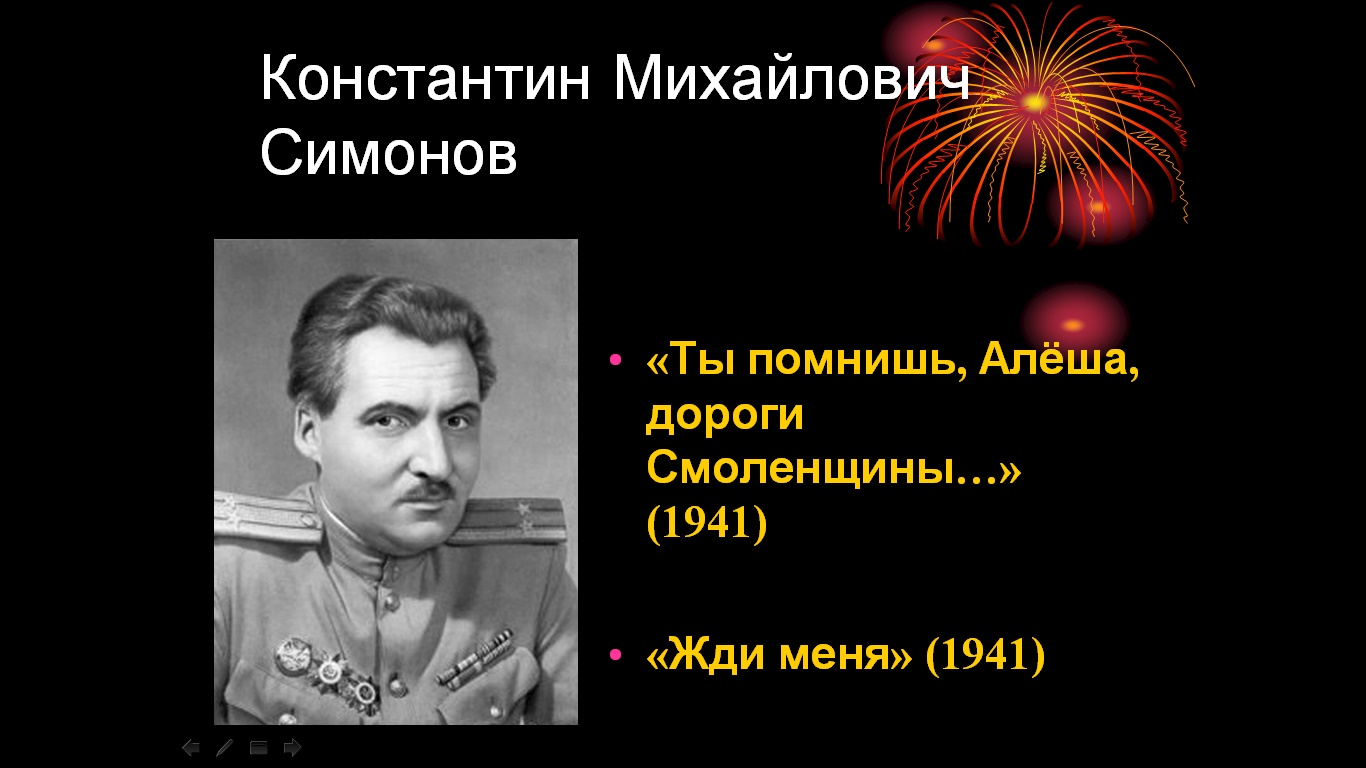 Константин Михайлович
Симонов
• «Ты помнишь, Алёша,
дороги
Смоленщины…»
(1941)
• «Жди меня» (1941)